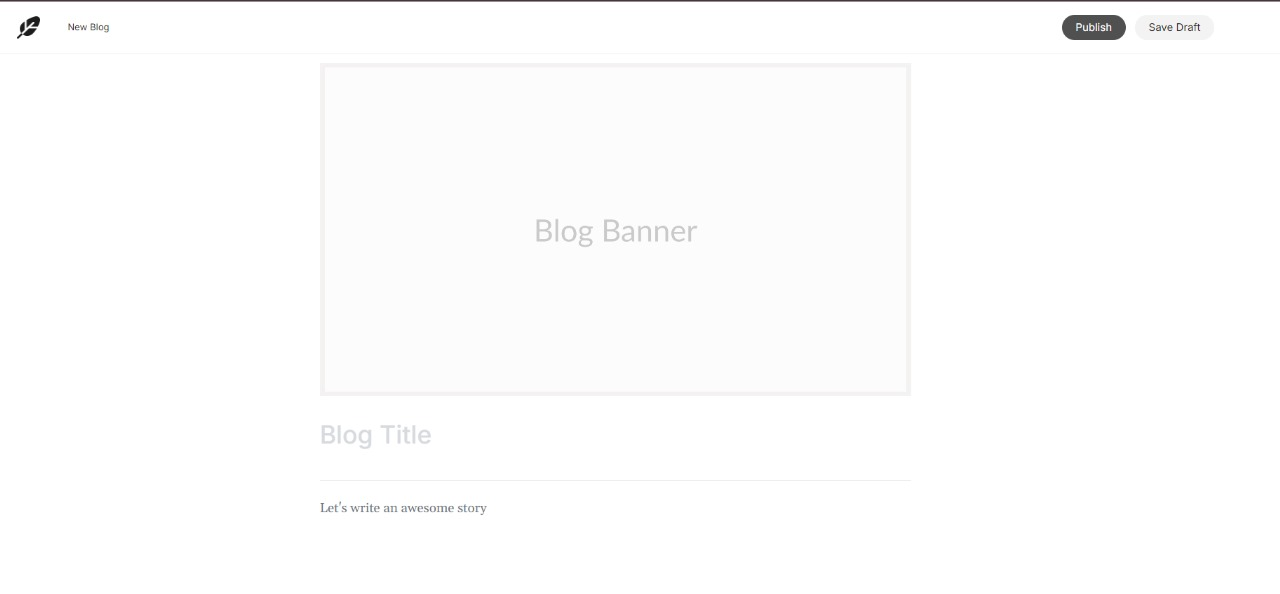 New Blog
Publish
Save Draft
Blog Banner
Blog Title
Let's write an awesome story